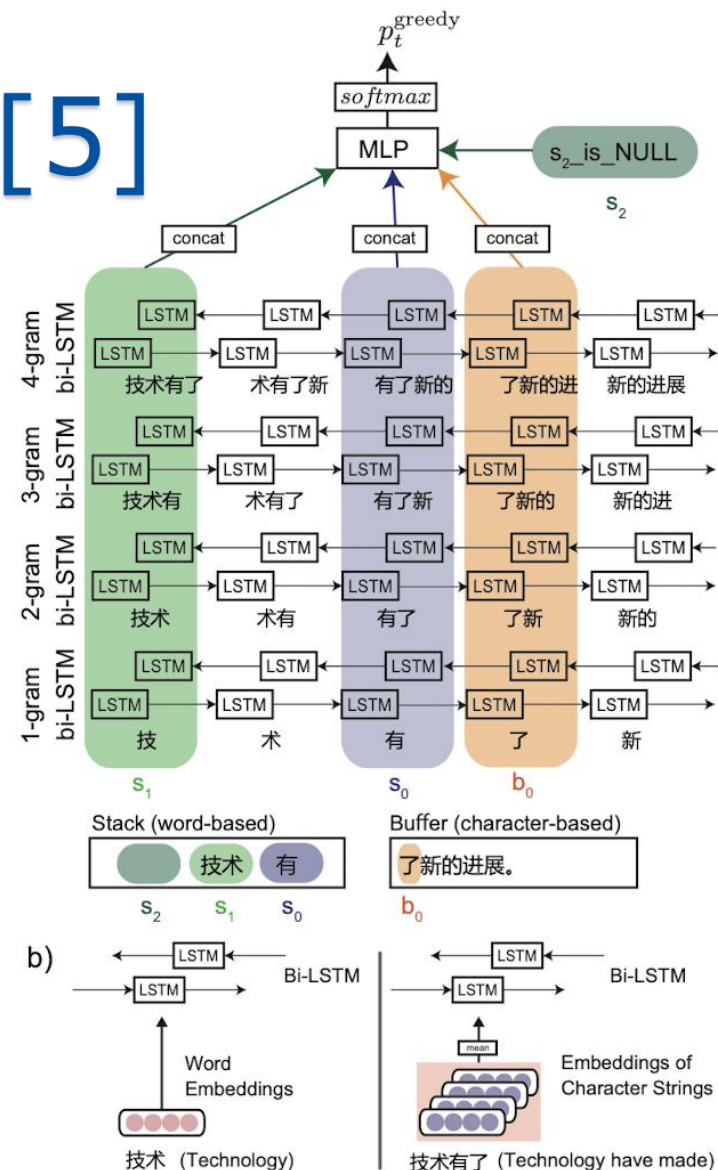 p_t^greedy
[5]
softmax
MLP
s₂_is_NULL
s₂
concat concat concat
4-gram
bi-LSTM
LSTM LSTM LSTM LSTM LSTM
LSTM LSTM LSTM LSTM LSTM
技术有了 术有了新 有了新的 了新的进 新的进展
3-gram
bi-LSTM
LSTM LSTM LSTM LSTM LSTM
LSTM LSTM LSTM LSTM LSTM
技术有 术有了 有了新 了新的 新的进
2-gram
bi-LSTM
LSTM LSTM LSTM LSTM LSTM
LSTM LSTM LSTM LSTM LSTM
技术 术有 有了 了新 新的
1-gram
bi-LSTM
LSTM LSTM LSTM LSTM LSTM
LSTM LSTM LSTM LSTM LSTM
技 术 有 了 新
s₁ s₀ b₀
Stack (word-based) Buffer (character-based)
技术 有 了新的进展。
s₂ s₁ s₀ b₀
b)
LSTM
LSTM
Bi-LSTM
Word
Embeddings
技术 (Technology)
LSTM
LSTM
Bi-LSTM
mean
Embeddings of
Character Strings
技术有了 (Technology have made)